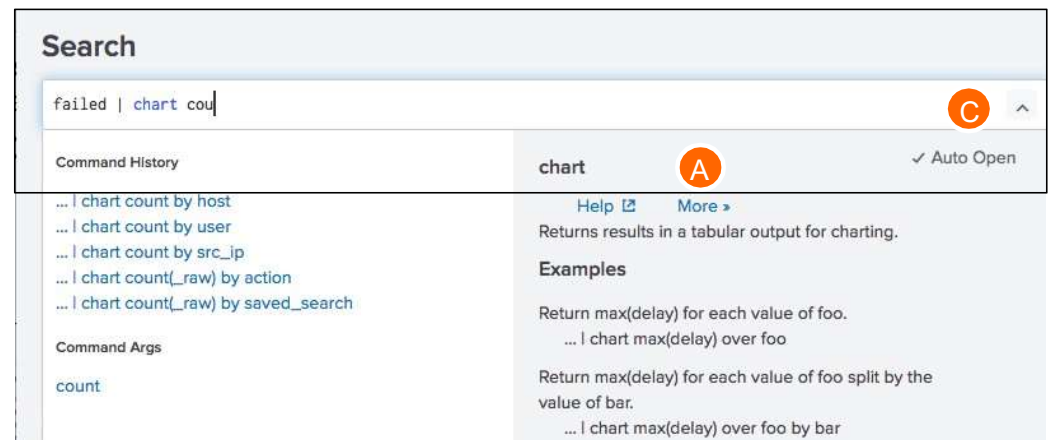 Search
failed | chart cou
C
Command History
... | chart count by host
... | chart count by user
... | chart count by src_ip
... | chart count(_raw) by action
... | chart count(_raw) by saved_search
Command Args
count
chart
A
✓ Auto Open
Help
More »
Returns results in a tabular output for charting.
Examples
Return max(delay) for each value of foo.
... | chart max(delay) over foo
Return max(delay) for each value of foo split by the
value of bar.
... | chart max(delay) over foo by bar